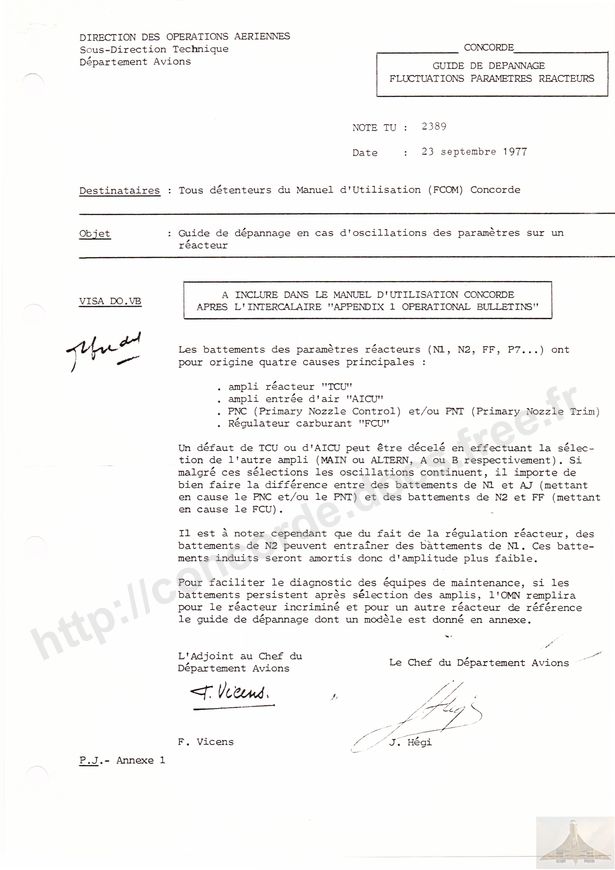 DIRECTION DES OPERATIONS AERIENNES
Sous-Direction Technique
Département Avions
CONCORDE
GUIDE DE DEPANNAGE
FLUCTUATIONS PARAMETRES REACTEURS
NOTE TU : 2389
Date : 23 septembre 1977
Destinataires : Tous détenteurs du Manuel d'Utilisation (FCOM) Concorde
Objet : Guide de dépannage en cas d'oscillations des paramètres sur un
réacteur
VISA DO.VB
A INCLURE DANS LE MANUEL D'UTILISATION CONCORDE
APRES L'INTERCALAIRE "APPENDIX 1 OPERATIONAL BULLETINS"
Les battements des paramètres réacteurs (N1, N2, FF, P7...) ont
pour origine quatre causes principales :
. ampli réacteur "TCU"
. ampli entrée d'air "AICU"
. PNC (Primary Nozzle Control) et/ou PNT (Primary Nozzle Trim)
. Régulateur carburant "FCU"
Un défaut de TCU ou d'AICU peut être décelé en effectuant la sélec-
tion de l'autre ampli (MAIN ou ALTERN, A ou B respectivement). Si
malgré ces sélections les oscillations continuent, il importe de
bien faire la différence entre des battements de N1 et AJ (mettant
en cause le PNC et/ou le PNT) et des battements de N2 et FF (mettant
en cause le FCU).
Il est à noter cependant que du fait de la régulation réacteur, des
battements de N2 peuvent entraîner des battements de N1. Ces batte-
ments induits seront amortis donc d'amplitude plus faible.
Pour faciliter le diagnostic des équipes de maintenance, si les
battements persistent après sélection des amplis, l'OMN remplira
pour le réacteur incriminé et pour un autre réacteur de référence
le guide de dépannage dont un modèle est donné en annexe.
L'Adjoint au Chef du
Département Avions
Le Chef du Département Avions
F. Vicens.
Hégi
F. Vicens
J. Hégi
P.J.- Annexe 1
http://concorde.docs.free.fr